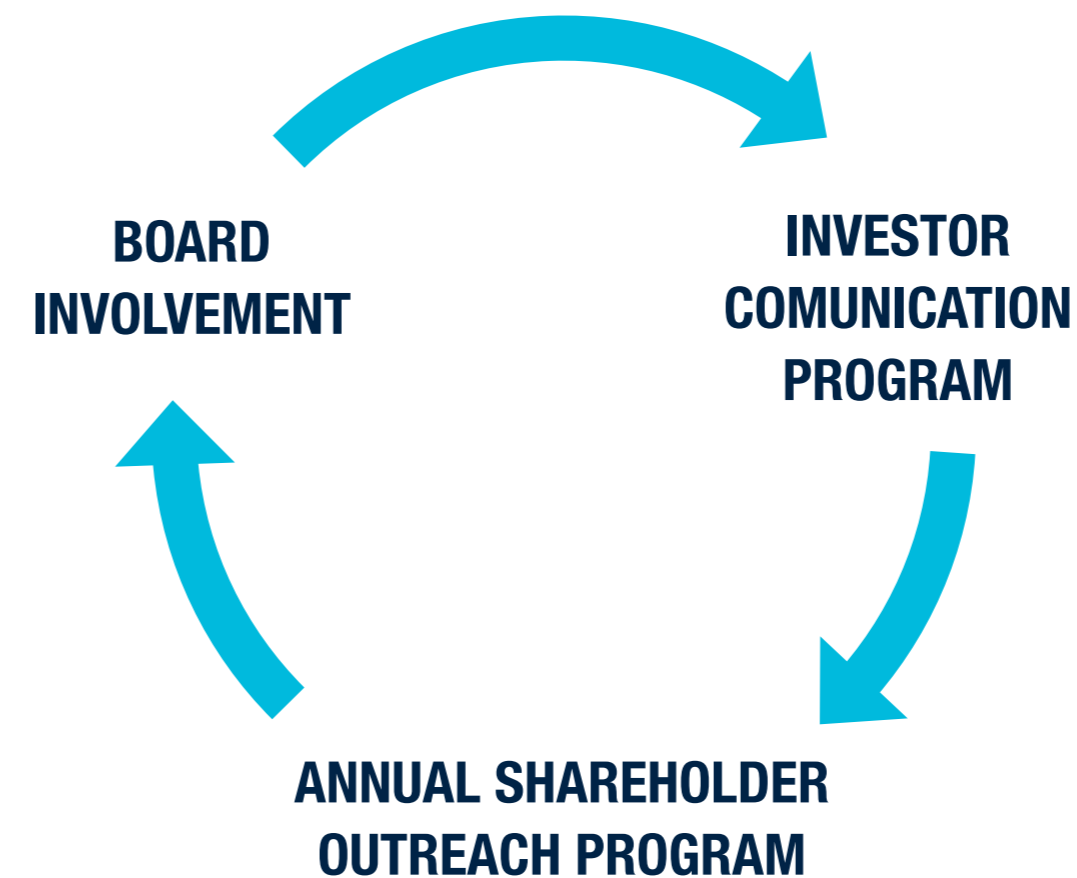 BOARD
INVOLVEMENT
INVESTOR
COMUNICATION
PROGRAM
ANNUAL SHAREHOLDER
OUTREACH PROGRAM